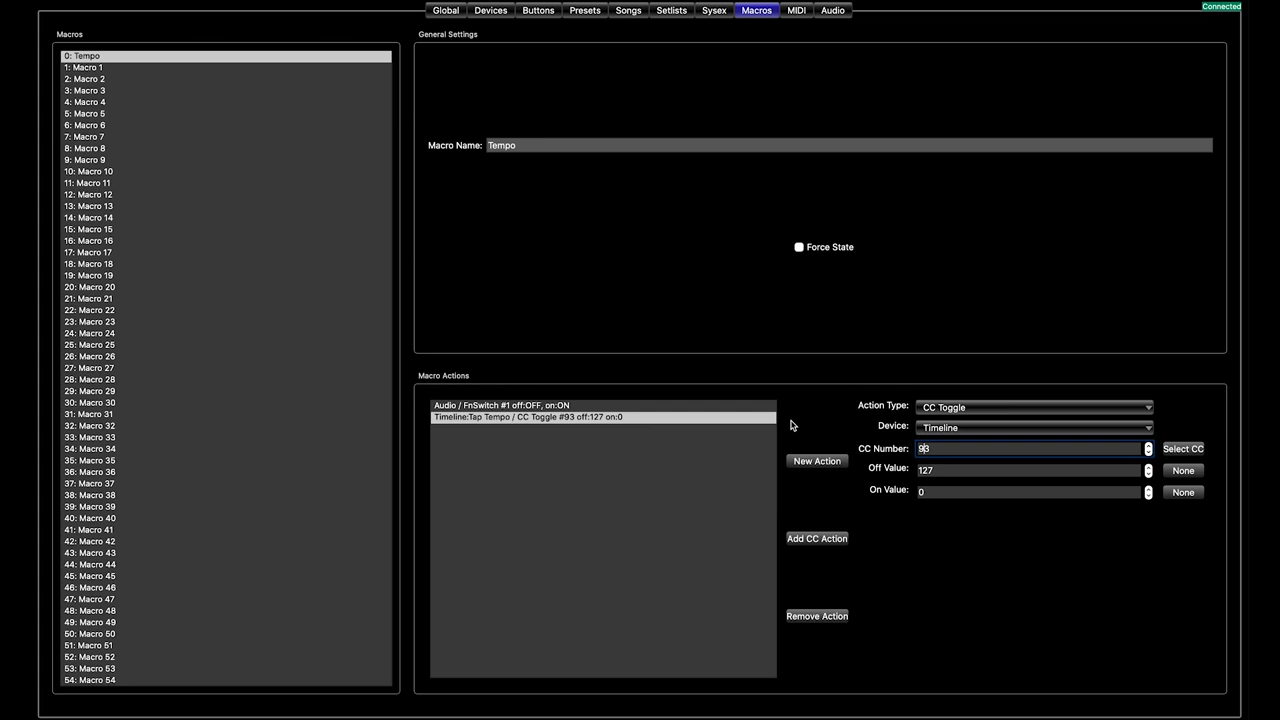 Global Devices Buttons Presets Songs Setlists Sysex Macros MIDI Audio
Connected
Macros
0: Tempo
1: Macro 1
2: Macro 2
3: Macro 3
4: Macro 4
5: Macro 5
6: Macro 6
7: Macro 7
8: Macro 8
9: Macro 9
10: Macro 10
11: Macro 11
12: Macro 12
13: Macro 13
14: Macro 14
15: Macro 15
16: Macro 16
17: Macro 17
18: Macro 18
19: Macro 19
20: Macro 20
21: Macro 21
22: Macro 22
23: Macro 23
24: Macro 24
25: Macro 25
26: Macro 26
27: Macro 27
28: Macro 28
29: Macro 29
30: Macro 30
31: Macro 31
32: Macro 32
33: Macro 33
34: Macro 34
35: Macro 35
36: Macro 36
37: Macro 37
38: Macro 38
39: Macro 39
40: Macro 40
41: Macro 41
42: Macro 42
43: Macro 43
44: Macro 44
45: Macro 45
46: Macro 46
47: Macro 47
48: Macro 48
49: Macro 49
50: Macro 50
51: Macro 51
52: Macro 52
53: Macro 53
54: Macro 54
General Settings
Macro Name: Tempo
Force State
Macro Actions
Audio / FnSwitch #1 off:OFF, on:ON
Timeline:Tap Tempo / CC Toggle #93 off:127 on:0
New Action
Add CC Action
Remove Action
Action Type: CC Toggle
Device: Timeline
CC Number: 93 Select CC
Off Value: 127 None
On Value: 0 None